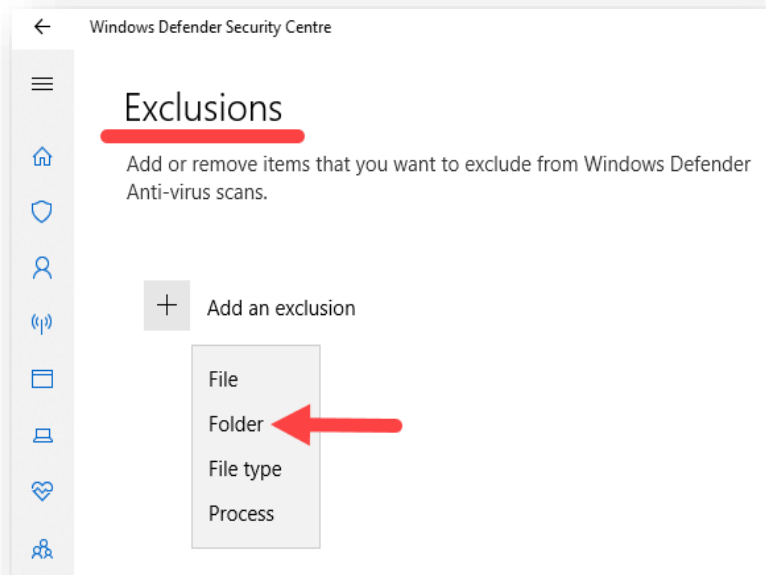 Windows Defender Security Centre
Exclusions
Add or remove items that you want to exclude from Windows Defender
Anti-virus scans.
Add an exclusion
File
Folder
File type
Process